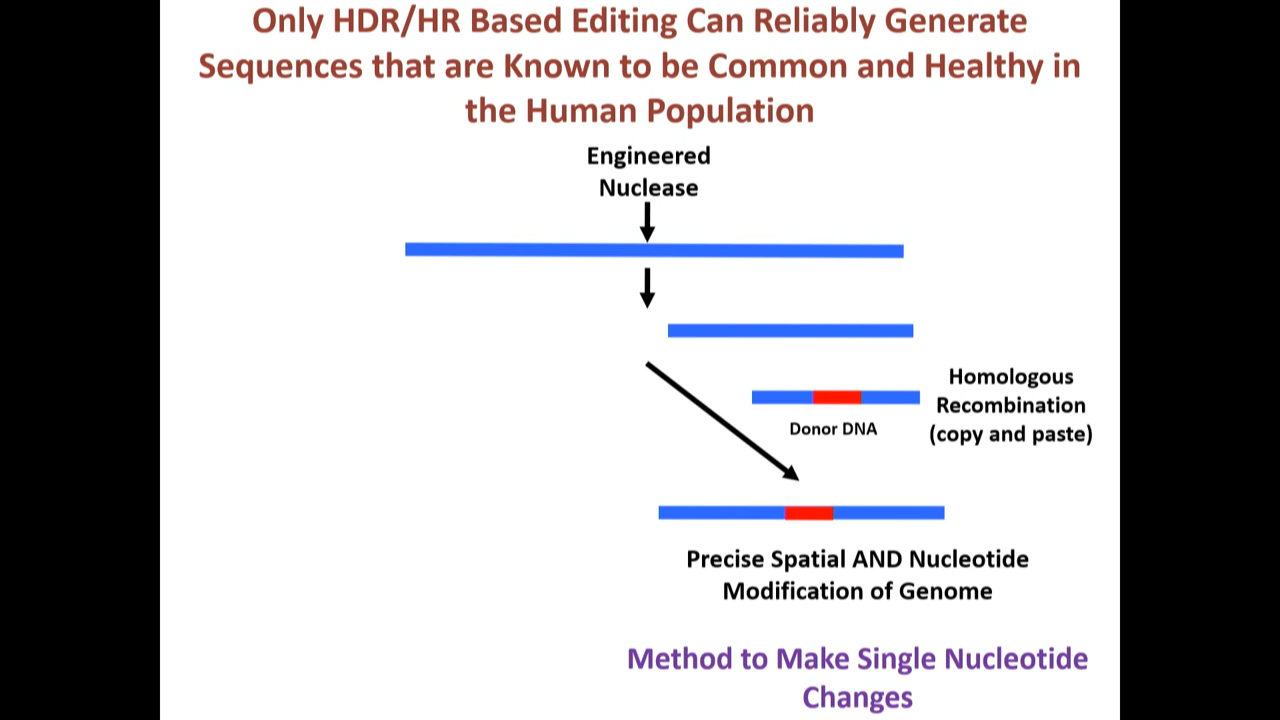 Only HDR/HR Based Editing Can Reliably Generate
Sequences that are Known to be Common and Healthy in
the Human Population
Engineered
Nuclease
Homologous
Recombination
(copy and paste)
Donor DNA
Precise Spatial AND Nucleotide
Modification of Genome
Method to Make Single Nucleotide
Changes